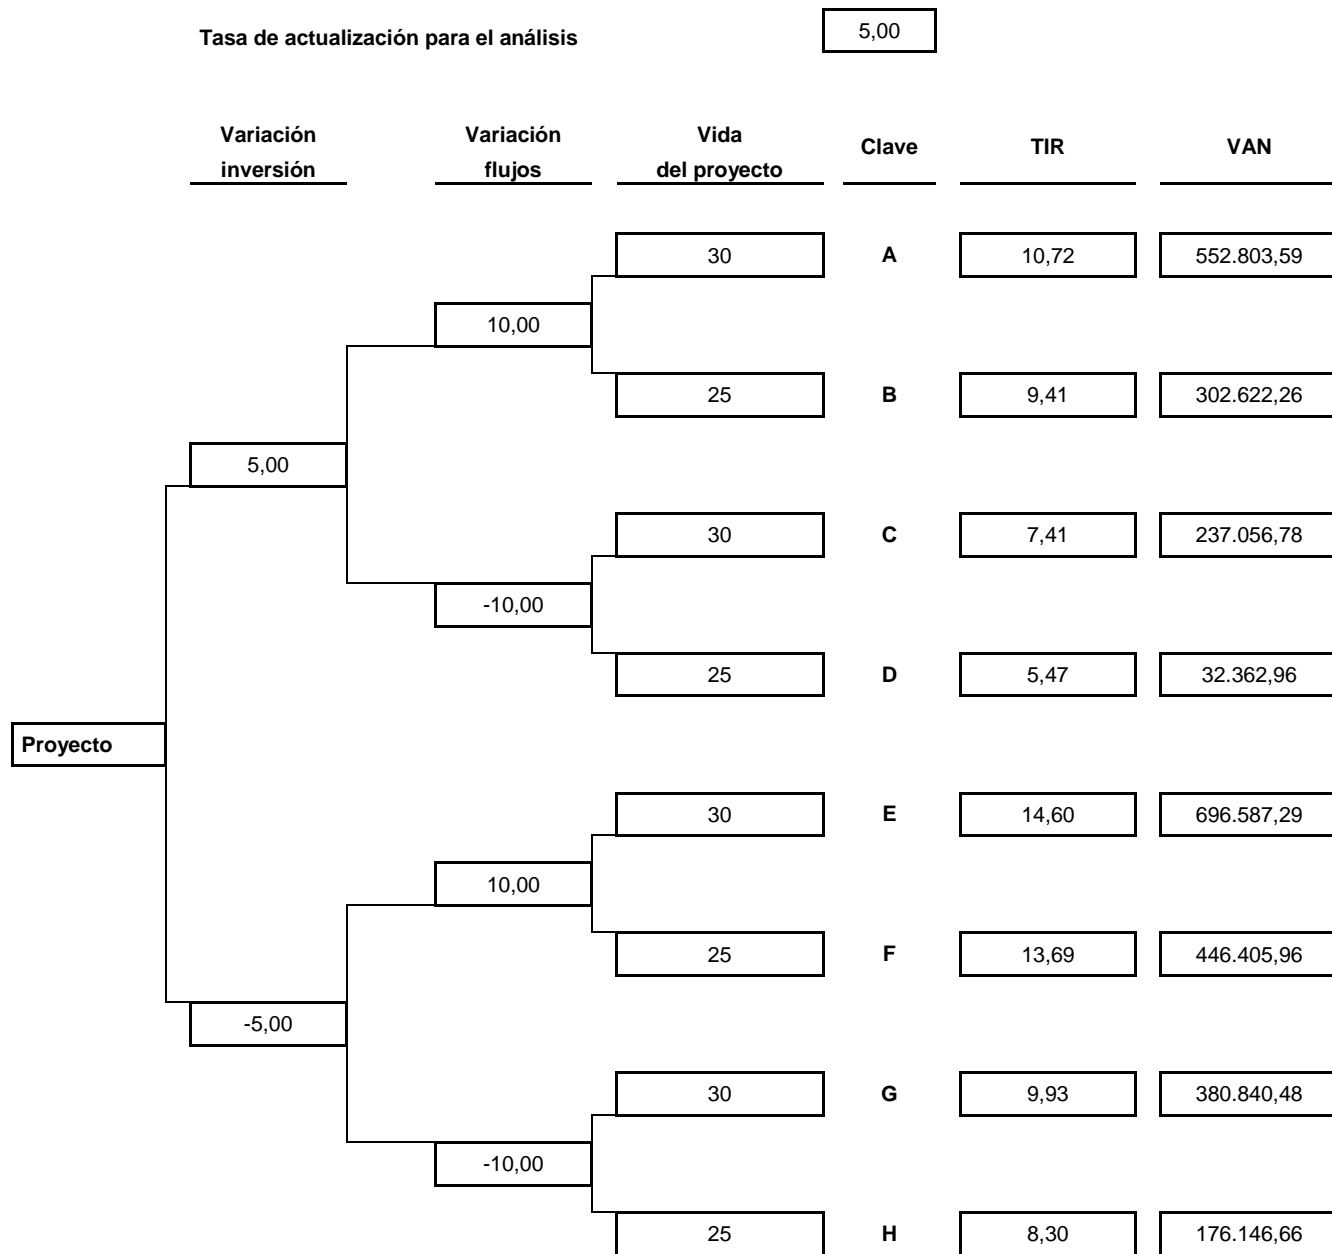 Tasa de actualización para el análisis 5,00
Variación Variación Vida Clave TIR VAN
inversión flujos del proyecto
30 A 10,72 552.803,59
10,00
25 B 9,41 302.622,26
5,00
30 C 7,41 237.056,78
-10,00
25 D 5,47 32.362,96
Proyecto
30 E 14,60 696.587,29
10,00
25 F 13,69 446.405,96
-5,00
30 G 9,93 380.840,48
-10,00
25 H 8,30 176.146,66